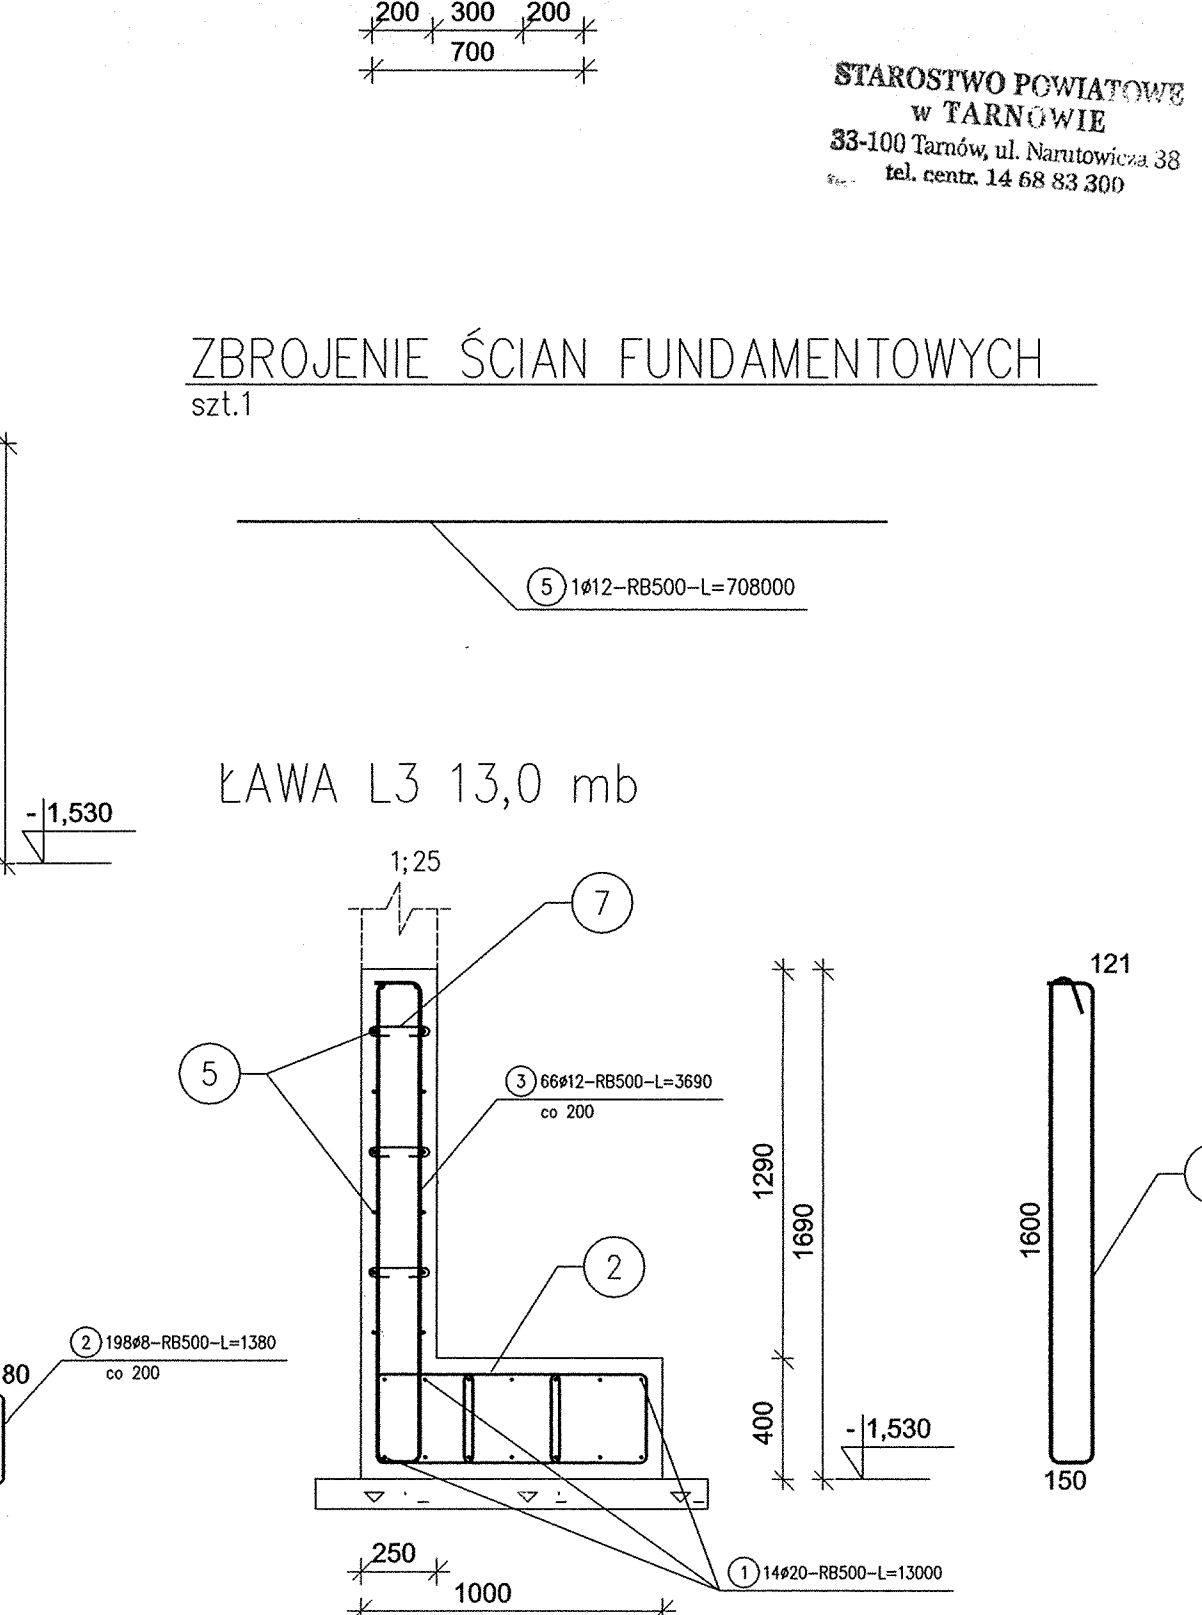 200 300 200
700
STAROSTWO POWIATOWE
w TARNOWIE
33-100 Tarnów, ul. Narutowicza 38
tel. centr. 14 68 83 300
ZBROJENIE ŚCIAN FUNDAMENTOWYCH
szt.1
5 1ø12-RB500-L=708000
ŁAWA L3 13,0 mb
-1,530
1;25
7
121
5
3 66ø12-RB500-L=3690
co 200
1290
1690
1600
2
2 198ø8-RB500-L=1380
co 200
80
400
-1,530
150
250
1 14ø20-RB500-L=13000
1000